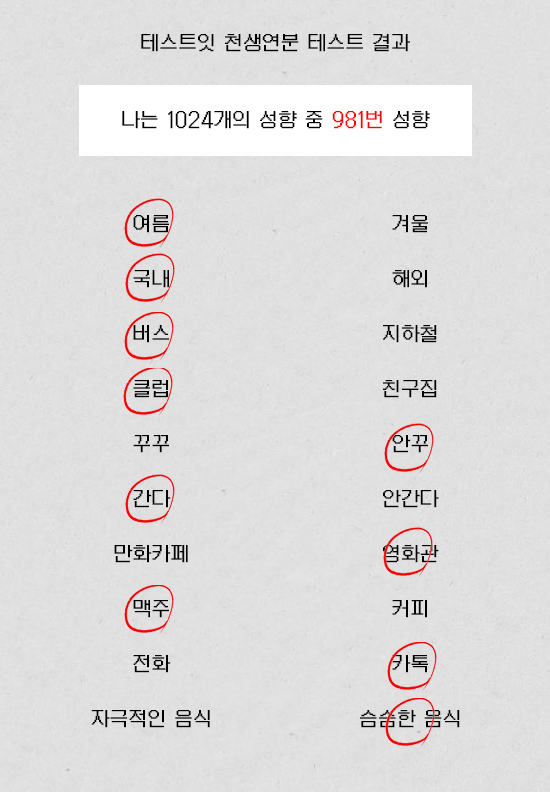 테스트잇 천생연분 테스트 결과
나는 1024개의 성향 중 981번 성향
여름 겨울
국내 해외
버스 지하철
클럽 친구집
꾸꾸 안꾸
간다 안간다
만화카페 영화관
맥주 커피
전화 카톡
자극적인 음식 슴슴한 음식